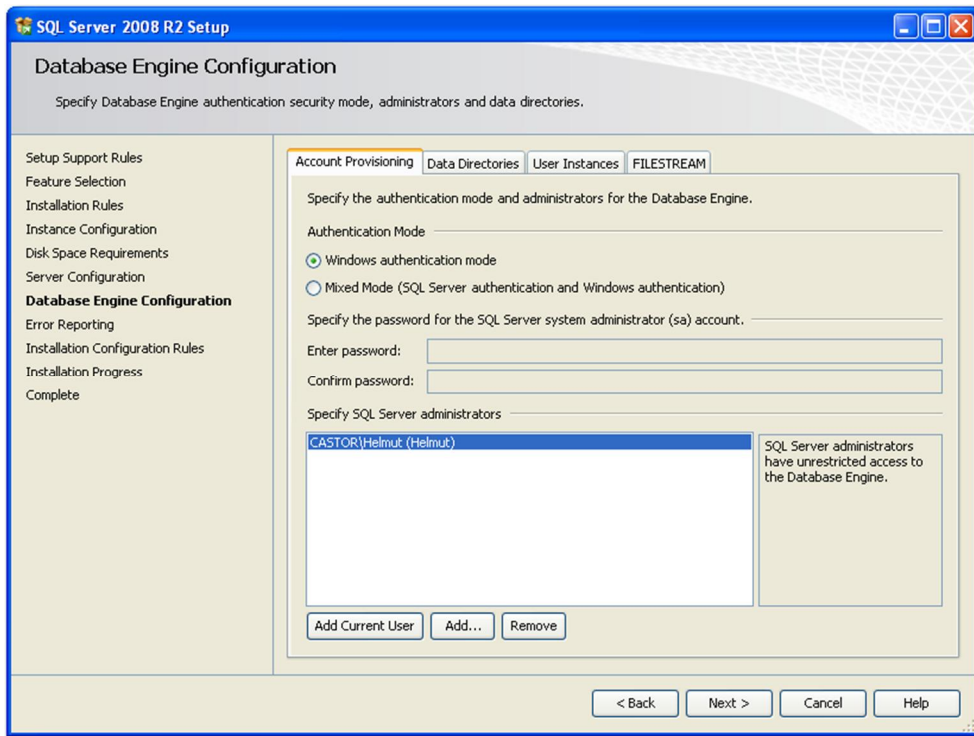 SQL Server 2008 R2 Setup
Database Engine Configuration
Specify Database Engine authentication security mode, administrators and data directories.
Setup Support Rules
Feature Selection
Installation Rules
Instance Configuration
Disk Space Requirements
Server Configuration
Database Engine Configuration
Error Reporting
Installation Configuration Rules
Installation Progress
Complete
Account Provisioning
Data Directories
User Instances
FILESTREAM
Specify the authentication mode and administrators for the Database Engine.
Authentication Mode
Windows authentication mode
Mixed Mode (SQL Server authentication and Windows authentication)
Specify the password for the SQL Server system administrator (sa) account.
Enter password:
Confirm password:
Specify SQL Server administrators
CASTOR\Helmut (Helmut)
SQL Server administrators
have unrestricted access to
the Database Engine.
Add Current User
Add...
Remove
< Back
Next >
Cancel
Help